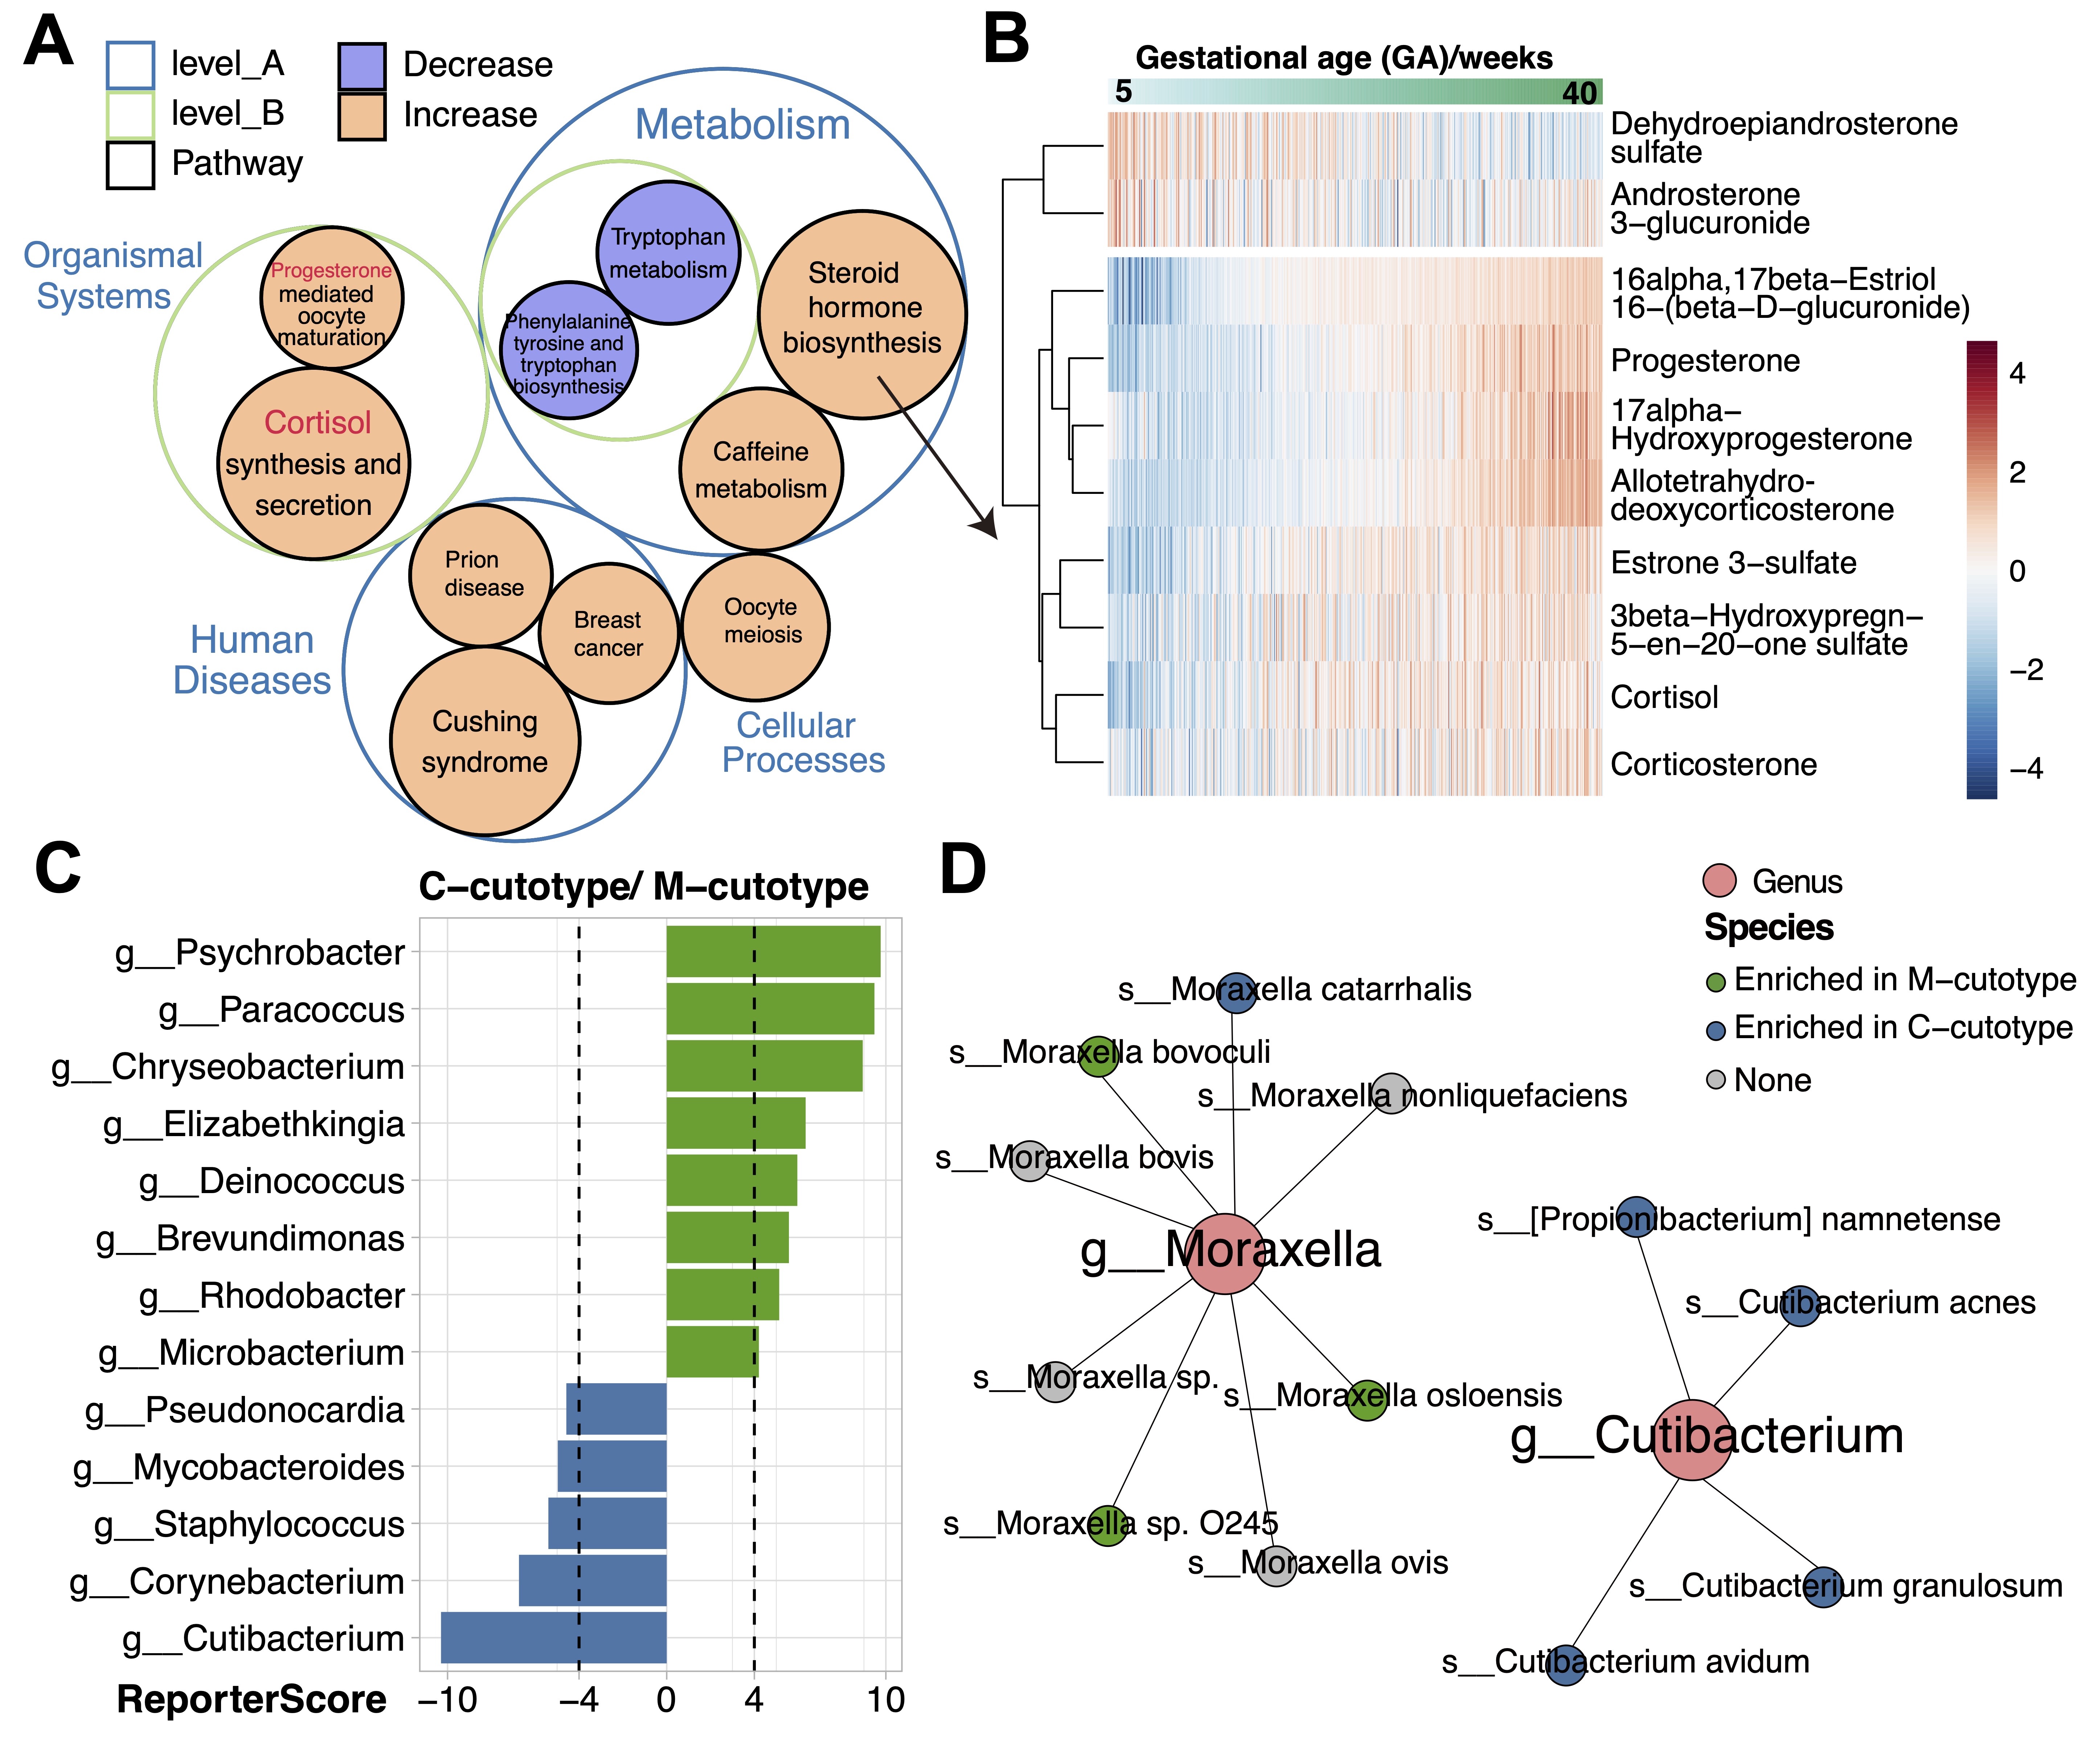 A
level_A
level_B
Pathway
Decrease
Increase
Metabolism
Organismal
Systems
Progesterone
mediated
oocyte
maturation
Cortisol
synthesis and
secretion
Tryptophan
metabolism
Phenylalanine
tyrosine and
tryptophan
biosynthesis
Steroid
hormone
biosynthesis
Caffeine
metabolism
Prion
disease
Breast
cancer
Oocyte
meiosis
Human
Diseases
Cushing
syndrome
Cellular
Processes
B
Gestational age (GA)/weeks
5
40
Dehydroepiandrosterone
sulfate
Androsterone
3−glucuronide
16alpha,17beta−Estriol
16−(beta−D−glucuronide)
Progesterone
17alpha−
Hydroxyprogesterone
Allotetrahydro-
deoxycorticosterone
Estrone 3−sulfate
3beta−Hydroxypregn−
5−en−20−one sulfate
Cortisol
Corticosterone
4
2
0
−2
−4
C
C−cutotype/ M−cutotype
g__Psychrobacter
g__Paracoccus
g__Chryseobacterium
g__Elizabethkingia
g__Deinococcus
g__Brevundimonas
g__Rhodobacter
g__Microbacterium
g__Pseudonocardia
g__Mycobacteroides
g__Staphylococcus
g__Corynebacterium
g__Cutibacterium
ReporterScore
−10 −4 0 4 10
D
Genus
Species
Enriched in M−cutotype
Enriched in C−cutotype
None
s__Moraxella catarrhalis
s__Moraxella bovoculi
s__Moraxella nonliquefaciens
s__Moraxella bovis
g__Moraxella
s__Moraxella sp.
s__Moraxella osloensis
s__Moraxella sp. O245
s__Moraxella ovis
s__[Propionibacterium] namnetense
s__Cutibacterium acnes
g__Cutibacterium
s__Cutibacterium granulosum
s__Cutibacterium avidum